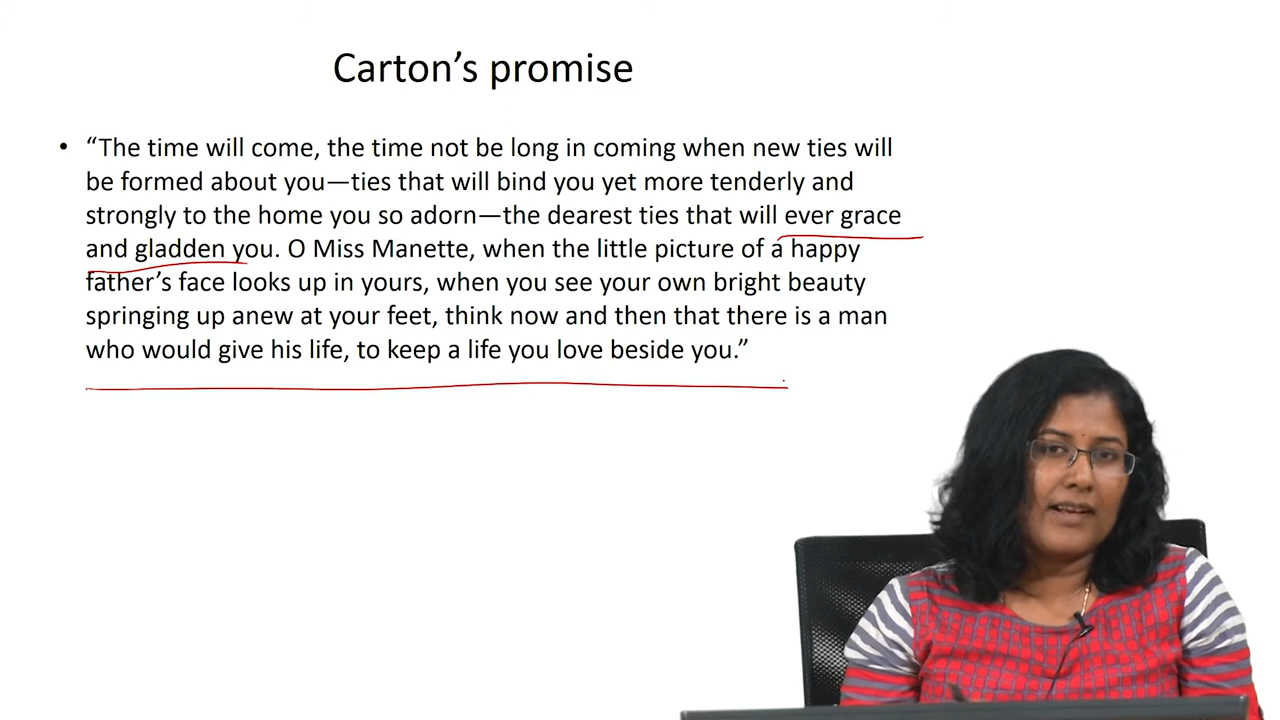 Carton’s promise
• “The time will come, the time not be long in coming when new ties will
be formed about you—ties that will bind you yet more tenderly and
strongly to the home you so adorn—the dearest ties that will ever grace
and gladden you. O Miss Manette, when the little picture of a happy
father’s face looks up in yours, when you see your own bright beauty
springing up anew at your feet, think now and then that there is a man
who would give his life, to keep a life you love beside you.”